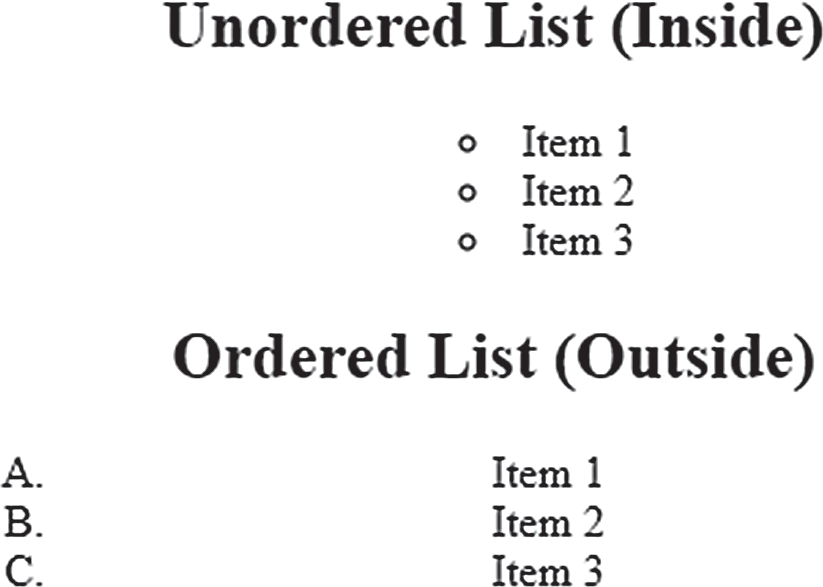 Unordered List (Inside)
o Item 1
o Item 2
o Item 3
Ordered List (Outside)
A. Item 1
B. Item 2
C. Item 3